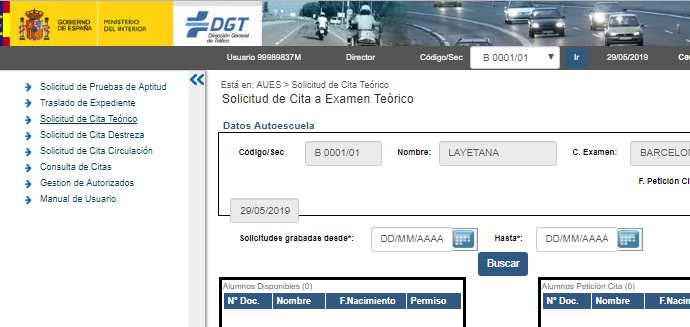 GOBIERNO DE ESPAÑA
MINISTERIO DEL INTERIOR
DGT
Dirección General de Tráfico
Usuario 99989837M Director Código/Sec B 0001/01 Ir 29/05/2019
Solicitud de Pruebas de Aptitud
Traslado de Expediente
Solicitud de Cita Teórico
Solicitud de Cita Destreza
Solicitud de Cita Circulación
Consulta de Citas
Gestion de Autorizados
Manual de Usuario
Está en: AUES > Solicitud de Cita Teórico
Solicitud de Cita a Examen Teórico
Datos Autoescuela
Código/Sec B 0001/01 Nombre: LAYETANA C. Examen: BARCELON
F. Petición Ci
29/05/2019
Solicitudes grabadas desde*: DD/MM/AAAA Hasta*: DD/MM/AAAA
Buscar
Alumnos Disponibles (0)
Nº Doc. Nombre F.Nacimiento Permiso
Alumnos Petición Cita (0)
Nº Doc. Nombre F.Naci